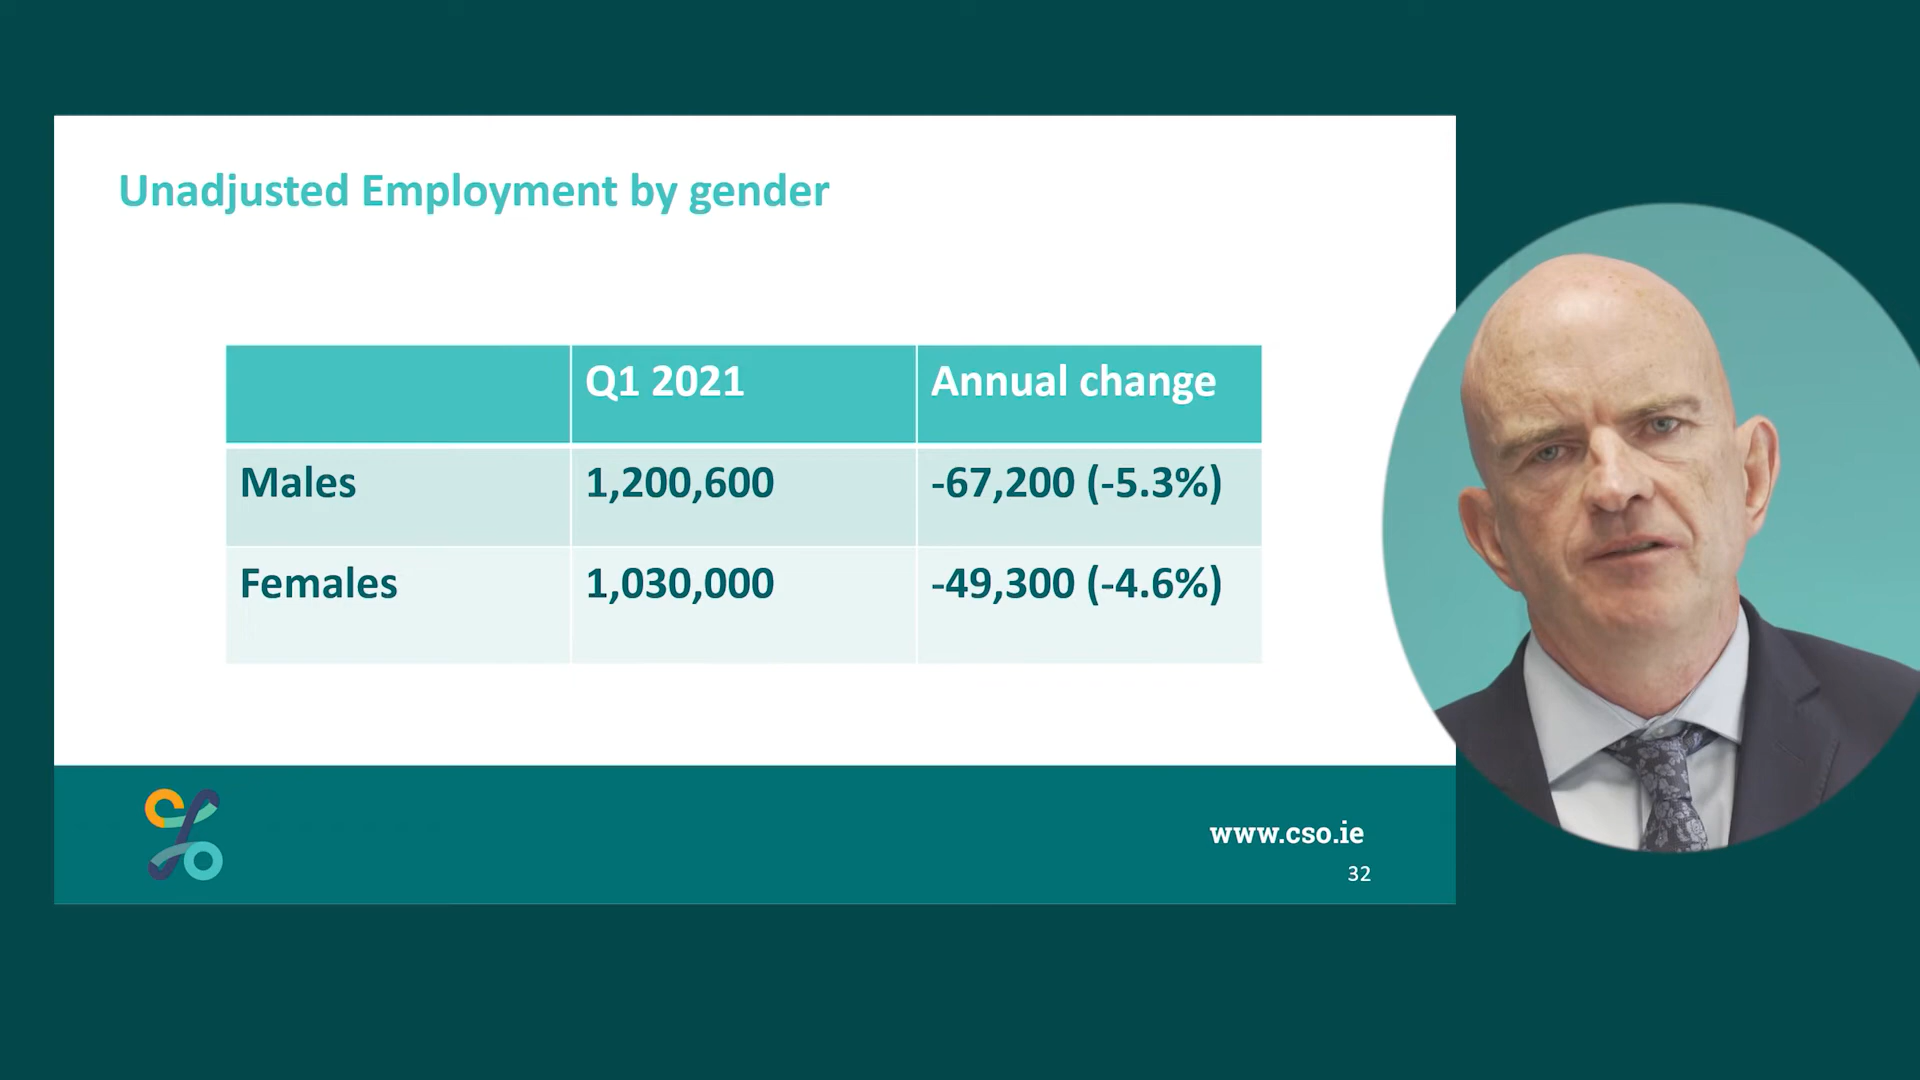 Unadjusted Employment by gender
Q1 2021 Annual change
Males 1,200,600 -67,200 (-5.3%)
Females 1,030,000 -49,300 (-4.6%)
www.cso.ie
32